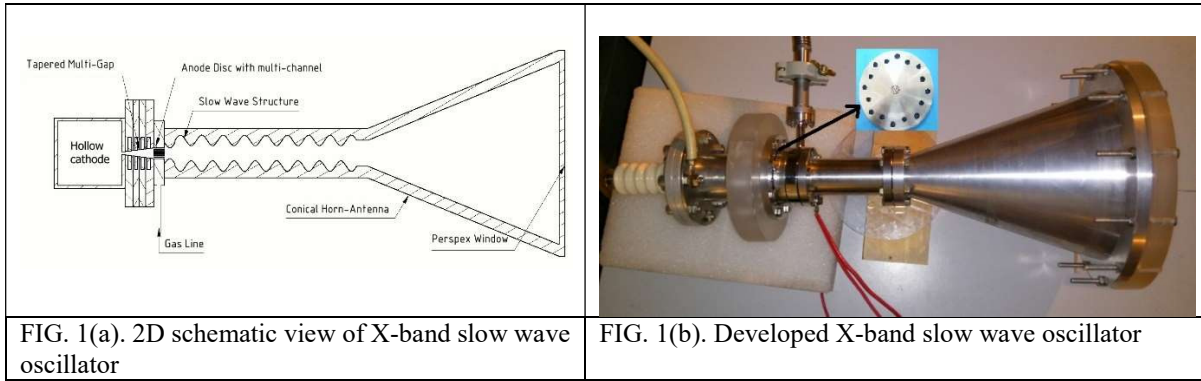 Tapered Multi-Gap
Anode Disc with multi-channel
Slow Wave Structure
Hollow
cathode
Conical Horn-Antenna
Gas Line
Perspex Window
FIG. 1(a). 2D schematic view of X-band slow wave
oscillator
FIG. 1(b). Developed X-band slow wave oscillator